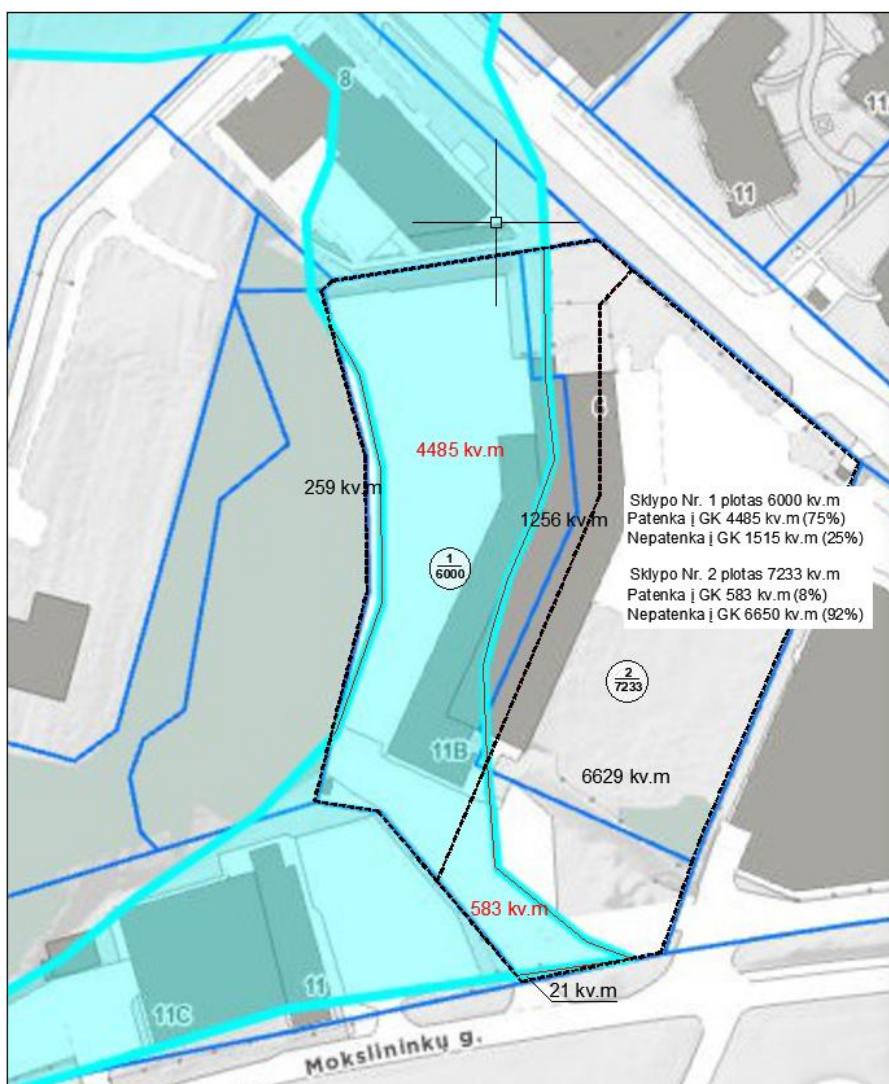 8
11
11
4485 kv.m
259 kv.m
1256 kv.m
Sklypo Nr. 1 plotas 6000 kv.m
Patenka į GK 4485 kv.m (75%)
Nepatenka į GK 1515 kv.m (25%)
1
6000
Sklypo Nr. 2 plotas 7233 kv.m
Patenka į GK 583 kv.m (8%)
Nepatenka į GK 6650 kv.m (92%)
2
7233
11B
6629 kv.m
583 kv.m
21 kv.m
11
11C
Mokslininkų g.